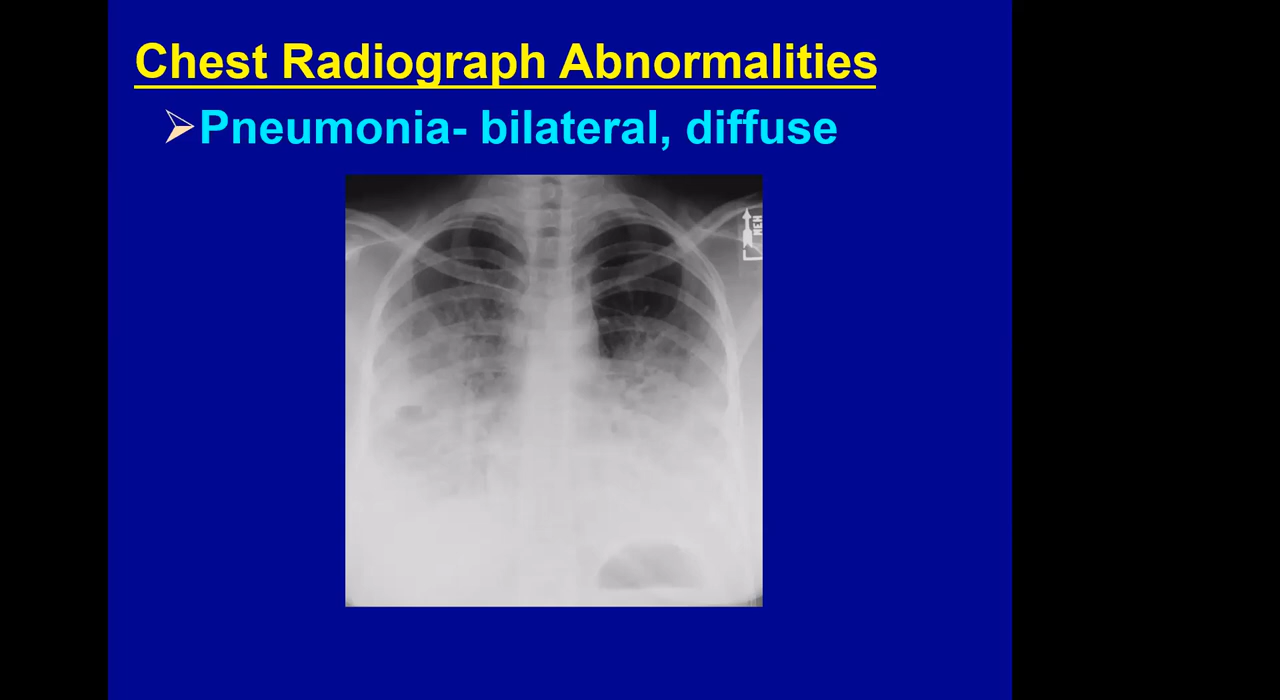 Chest Radiograph Abnormalities
Pneumonia- bilateral, diffuse